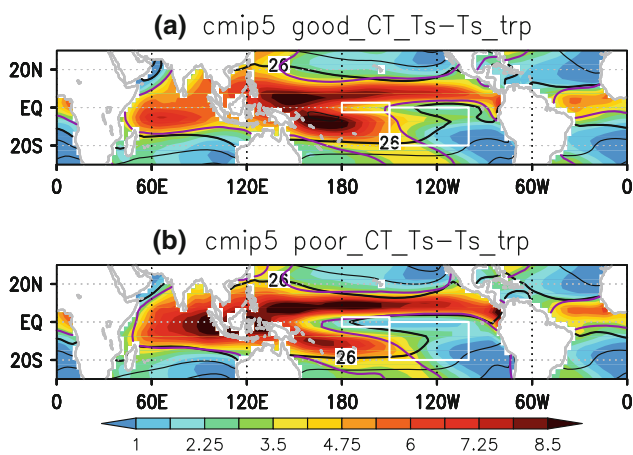 (a) cmip5 good_CT_Ts-Ts_trp
26
20N
EQ
20S
26
0 60E 120E 180 120W 60W 0
(b) cmip5 poor_CT_Ts-Ts_trp
26
20N
EQ
20S
26
0 60E 120E 180 120W 60W 0
1 2.25 3.5 4.75 6 7.25 8.5